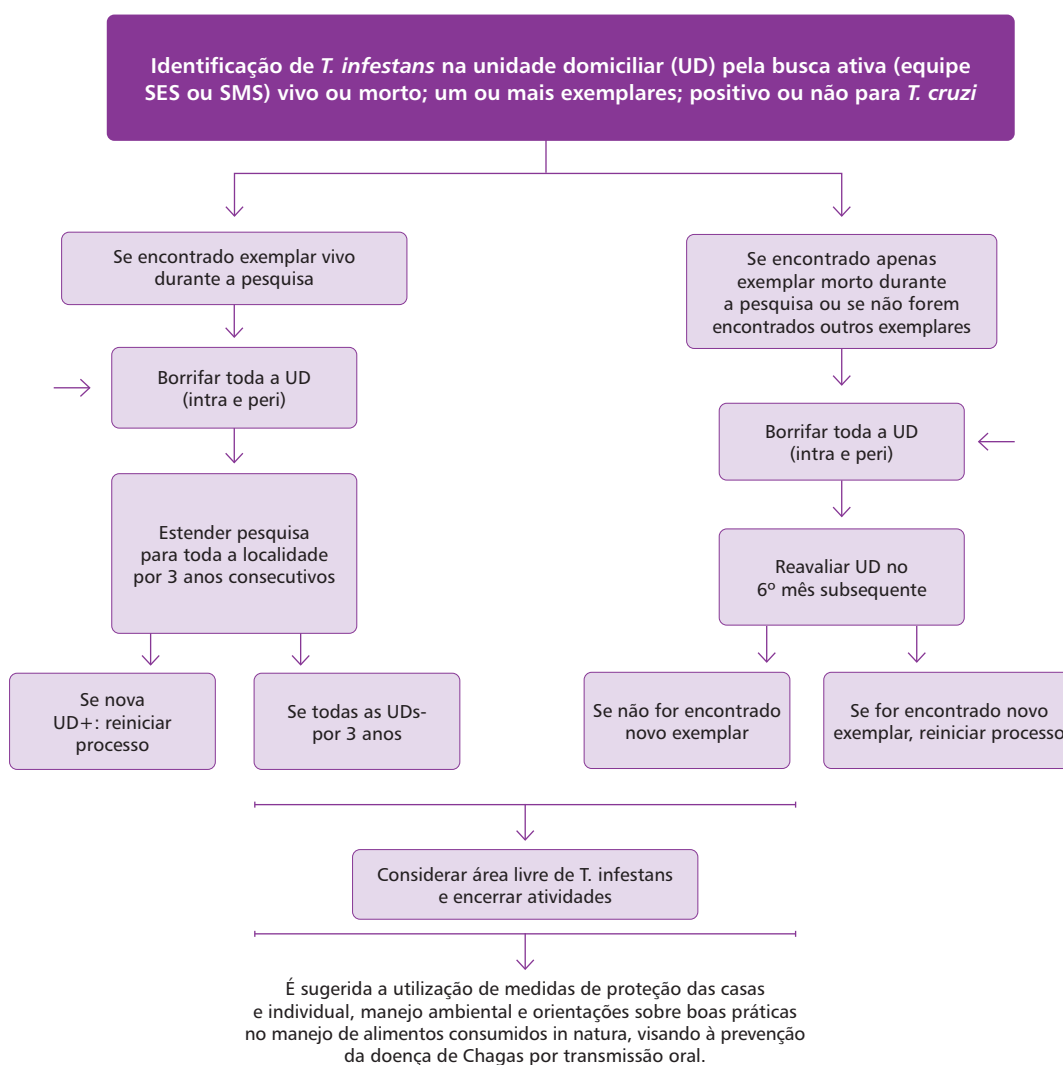 Identificação de T. infestans na unidade domiciliar (UD) pela busca ativa (equipe
SES ou SMS) vivo ou morto; um ou mais exemplares; positivo ou não para T. cruzi
Se encontrado exemplar vivo
durante a pesquisa
Borrifar toda a UD
(intra e peri)
Estender pesquisa
para toda a localidade
por 3 anos consecutivos
Se nova
UD+: reiniciar
processo
Se todas as UDs-
por 3 anos
Se encontrado apenas
exemplar morto durante
a pesquisa ou se não forem
encontrados outros exemplares
Borrifar toda a UD
(intra e peri)
Reavaliar UD no
6º mês subsequente
Se não for encontrado
novo exemplar
Se for encontrado novo
exemplar, reiniciar processo
Considerar área livre de T. infestans
e encerrar atividades
É sugerida a utilização de medidas de proteção das casas
e individual, manejo ambiental e orientações sobre boas práticas
no manejo de alimentos consumidos in natura, visando à prevenção
da doença de Chagas por transmissão oral.